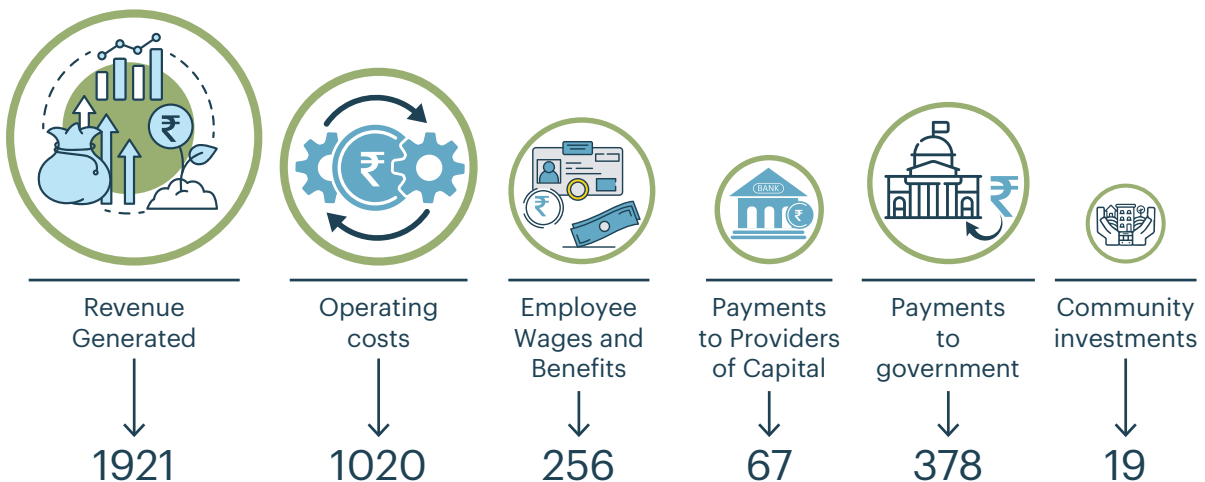 ₹
₹
₹
BANK
₹
₹
Revenue
Generated
Operating
costs
Employee
Wages and
Benefits
Payments
to Providers
of Capital
Payments
to
government
Community
investments
1921
1020
256
67
378
19